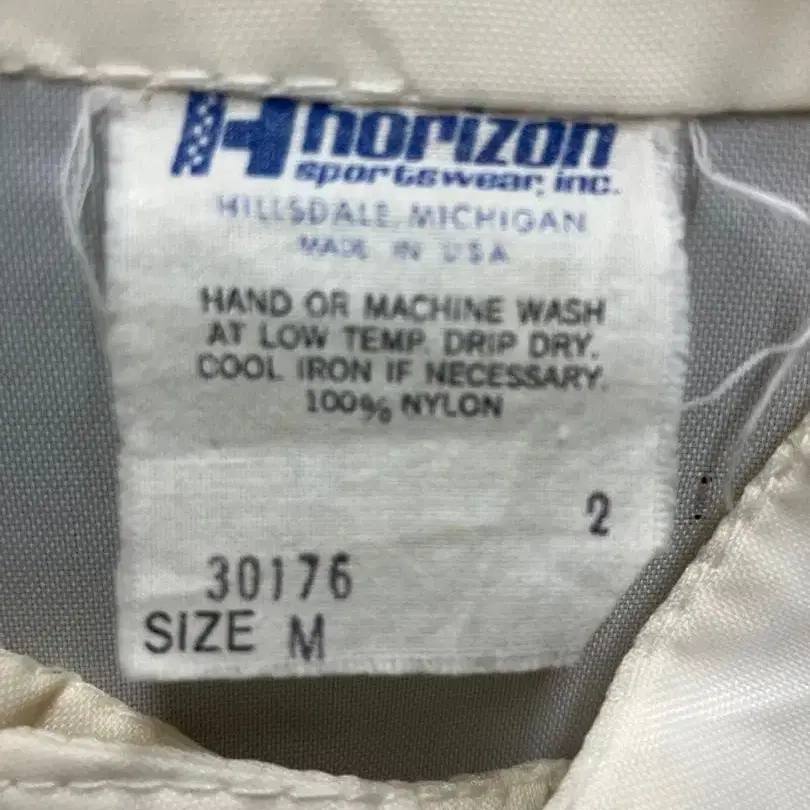 H horizon
sportswear, inc.
HILLSDALE, MICHIGAN
MADE IN USA
HAND OR MACHINE WASH
AT LOW TEMP. DRIP DRY.
COOL IRON IF NECESSARY.
100% NYLON
2
30176
SIZE M